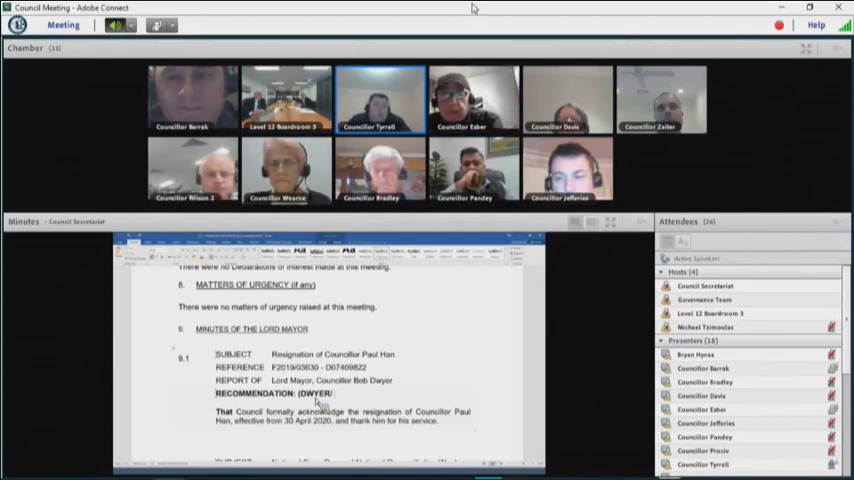 Council Meeting - Adobe Connect
Meeting
Help
Chamber (11)
Councillor Barrak
Level 12 Boardroom 3
Councillor Tyrrell
Councillor Esber
Councillor Davis
Councillor Zaiter
Councillor Wilson 2
Councillor Wearne
Councillor Bradley
Councillor Pandey
Councillor Jefferies
Minutes - Council Secretariat
There were no Declarations of Interest made at this meeting.
8. MATTERS OF URGENCY (if any)
There were no matters of urgency raised at this meeting.
9. MINUTES OF THE LORD MAYOR
9.1 SUBJECT Resignation of Councillor Paul Han
REFERENCE F2019/03630 - D07409822
REPORT OF Lord Mayor, Councillor Bob Dwyer
RECOMMENDATION: (DWYER/
That Council formally acknowledge the resignation of Councillor Paul
Han, effective from 30 April 2020, and thank him for his service.
Attendees (26)
Active Speakers
Hosts (4)
Council Secretariat
Governance Team
Level 12 Boardroom 3
Michael Tzimoulas
Presenters (18)
Bryan Hynes
Councillor Barrak
Councillor Bradley
Councillor Davis
Councillor Esber
Councillor Jefferies
Councillor Pandey
Councillor Prociv
Councillor Tyrrell